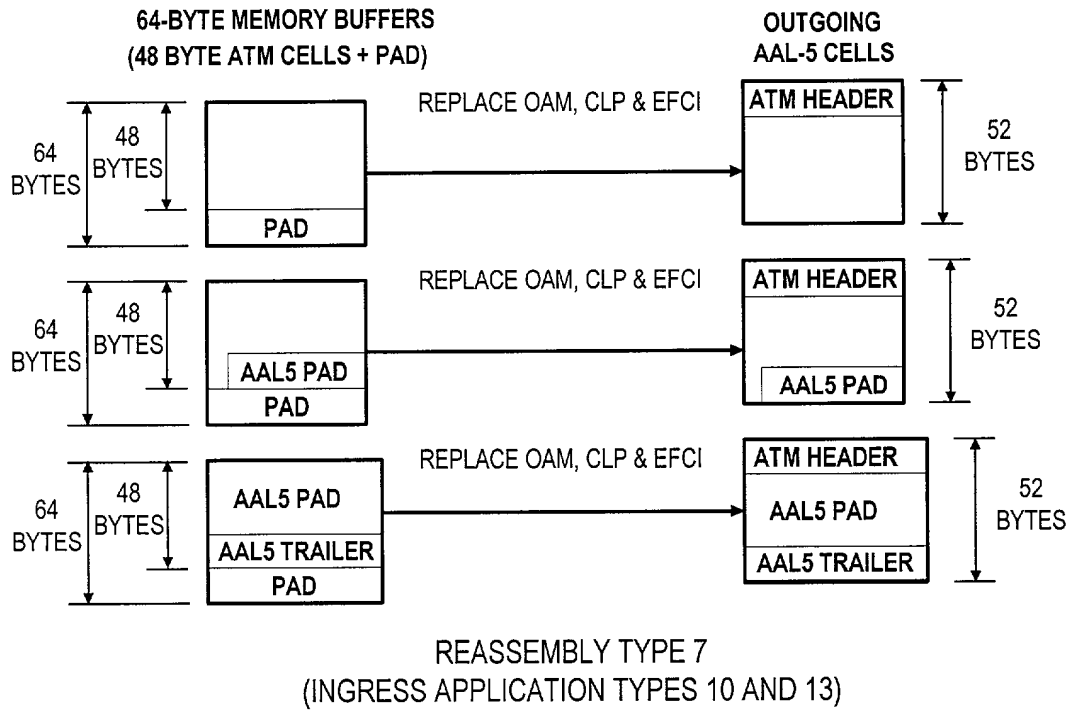 64-BYTE MEMORY BUFFERS
(48 BYTE ATM CELLS + PAD)
OUTGOING
AAL-5 CELLS
64
BYTES
48
BYTES
PAD
REPLACE OAM, CLP & EFCI
ATM HEADER
52
BYTES
64
BYTES
48
BYTES
AAL5 PAD
PAD
REPLACE OAM, CLP & EFCI
ATM HEADER
AAL5 PAD
52
BYTES
64
BYTES
48
BYTES
AAL5 PAD
AAL5 TRAILER
PAD
REPLACE OAM, CLP & EFCI
ATM HEADER
AAL5 PAD
AAL5 TRAILER
52
BYTES
REASSEMBLY TYPE 7
(INGRESS APPLICATION TYPES 10 AND 13)